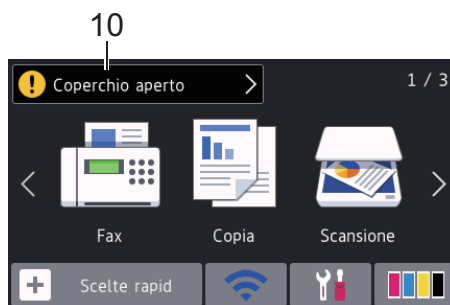 10
Coperchio aperto
1 / 3
Fax
Copia
Scansione
Scelte rapid